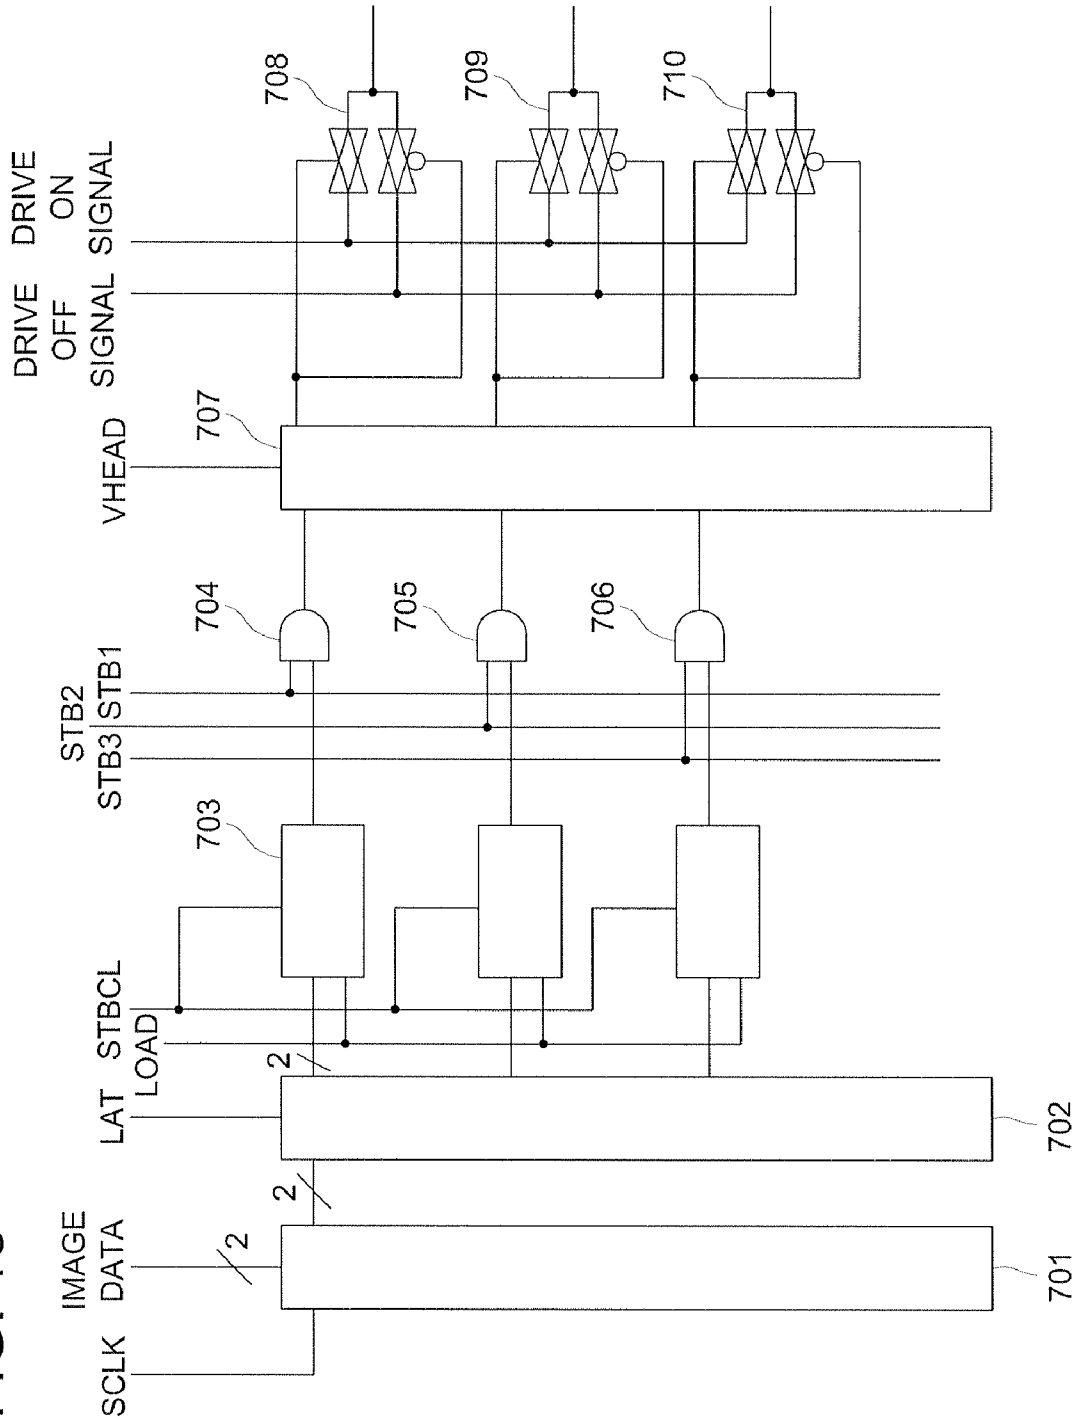 SCLK
IMAGE
DATA
2
2
LAT
LOAD
STBCL
2
STB3
STB2
STB1
VHEAD
DRIVE
OFF
SIGNAL
DRIVE
ON
SIGNAL
701
702
703
704
705
706
707
708
709
710